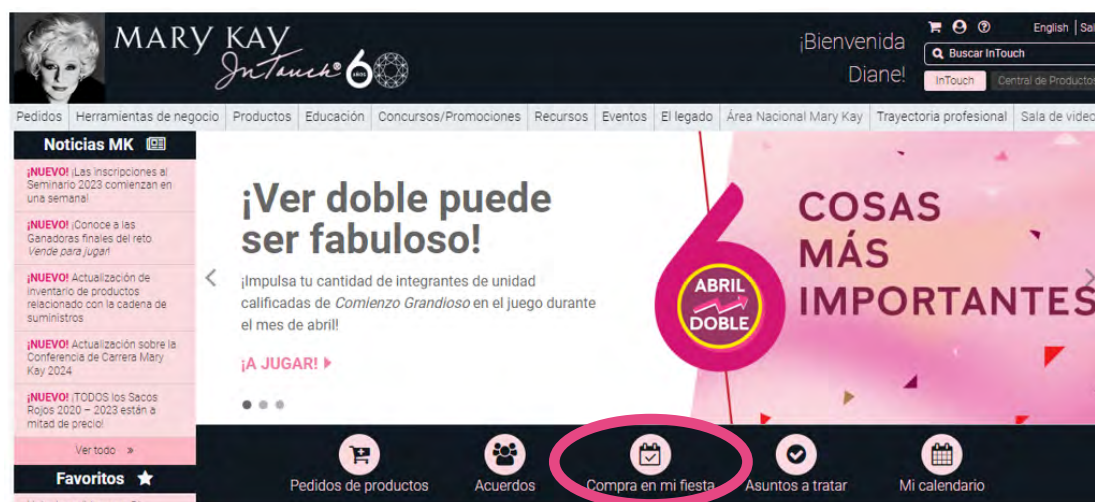 MARY KAY
InTouch® 60
AÑOS
¡Bienvenida
Diane!
English | Sal
Buscar InTouch
InTouch
Central de Productos
Pedidos Herramientas de negocio Productos Educación Concursos/Promociones Recursos Eventos El legado Área Nacional Mary Kay Trayectoria profesional Sala de video
Noticias MK
¡NUEVO! ¡Las inscripciones al
Seminario 2023 comienzan en
una semana!
¡NUEVO! ¡Conoce a las
Ganadoras finales del reto
Vende para jugar!
¡NUEVO! Actualización de
inventario de productos
relacionado con la cadena de
suministros
¡NUEVO! Actualización sobre la
Conferencia de Carrera Mary
Kay 2024
¡NUEVO! ¡TODOS los Sacos
Rojos 2020 – 2023 están a
mitad de precio!
Ver todo »
Favoritos
¡Ver doble puede
ser fabuloso!
¡Impulsa tu cantidad de integrantes de unidad
calificadas de Comienzo Grandioso en el juego durante
el mes de abril!
¡A JUGAR!
6
ABRIL
DOBLE
COSAS
MÁS
IMPORTANTES
Pedidos de productos
Acuerdos
Compra en mi fiesta
Asuntos a tratar
Mi calendario